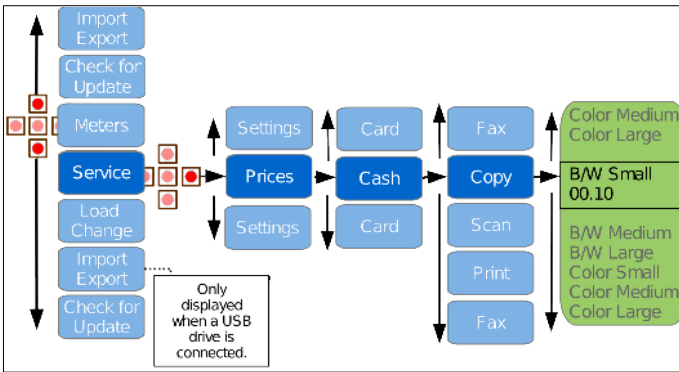 Import
Export
Check for
Update
Meters
Service
Load
Change
Import
Export
Check for
Update
Only
displayed
when a USB
drive is
connected.
Settings
Prices
Settings
Card
Cash
Card
Fax
Copy
Scan
Print
Fax
Color Medium
Color Large
B/W Small
00.10
B/W Medium
B/W Large
Color Small
Color Medium
Color Large